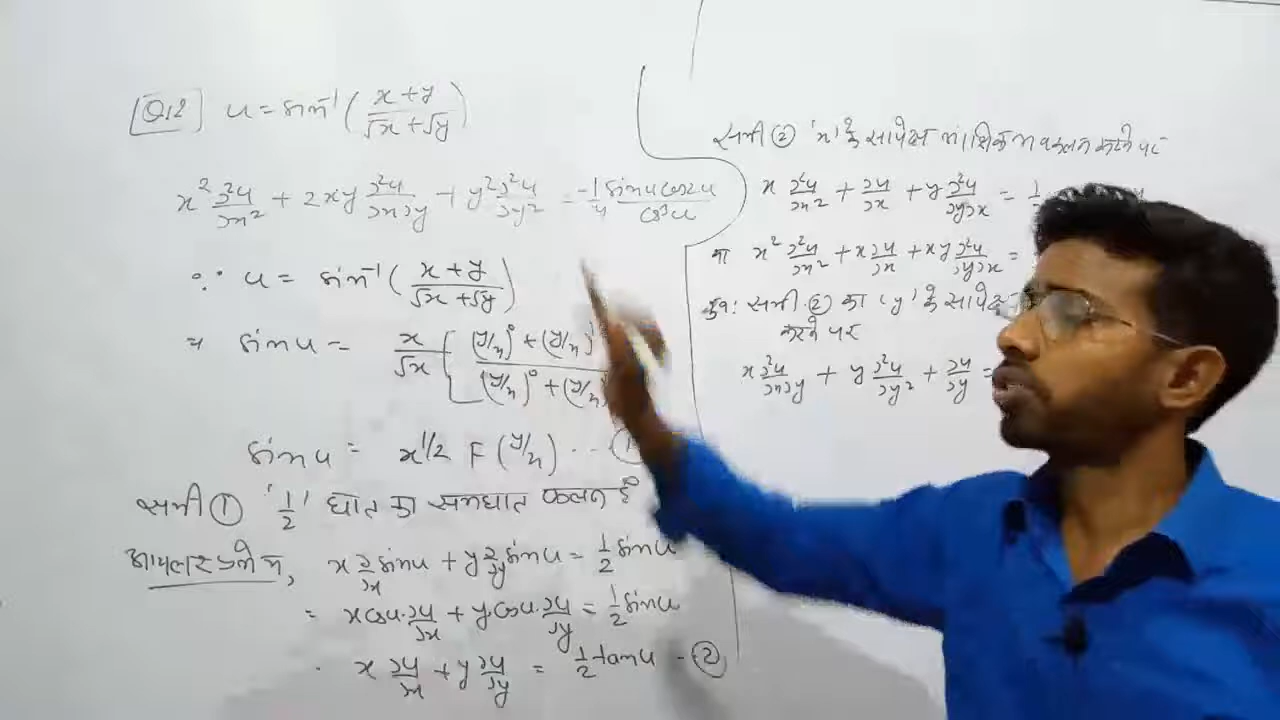 Q12 u = sin⁻¹ (x+y / √x+√y)
x² ∂²u/∂x² + 2xy ∂²u/∂x∂y + y² ∂²u/∂y² = -1/4 sinu cos2u / cos³u
∵ u = sin⁻¹ (x+y / √x+√y)
⇒ sinu = x/√x [ (y/x)⁰ + (y/x)¹ / (y/x)⁰ + (y/x)
sinu = x^1/2 F(y/x) ... ①
समी ① '1/2' घात का समघात फलन है
आयलर प्रमेय से, x ∂/∂x sinu + y ∂/∂y sinu = 1/2 sinu
= x cosu · ∂u/∂x + y cosu · ∂u/∂y = 1/2 sinu
x ∂u/∂x + y ∂u/∂y = 1/2 tanu - ②
समी ② 'x' के सापेक्ष आंशिक अवकलन करने पर
x ∂²u/∂x² + ∂u/∂x + y ∂²u/∂y∂x = 1/
या x² ∂²u/∂x² + x ∂u/∂x + xy ∂²u/∂y∂x =
पुनः समी. ② का 'y' के सापेक्ष
करने पर
x ∂²u/∂x∂y + y ∂²u/∂y² + ∂u/∂y =